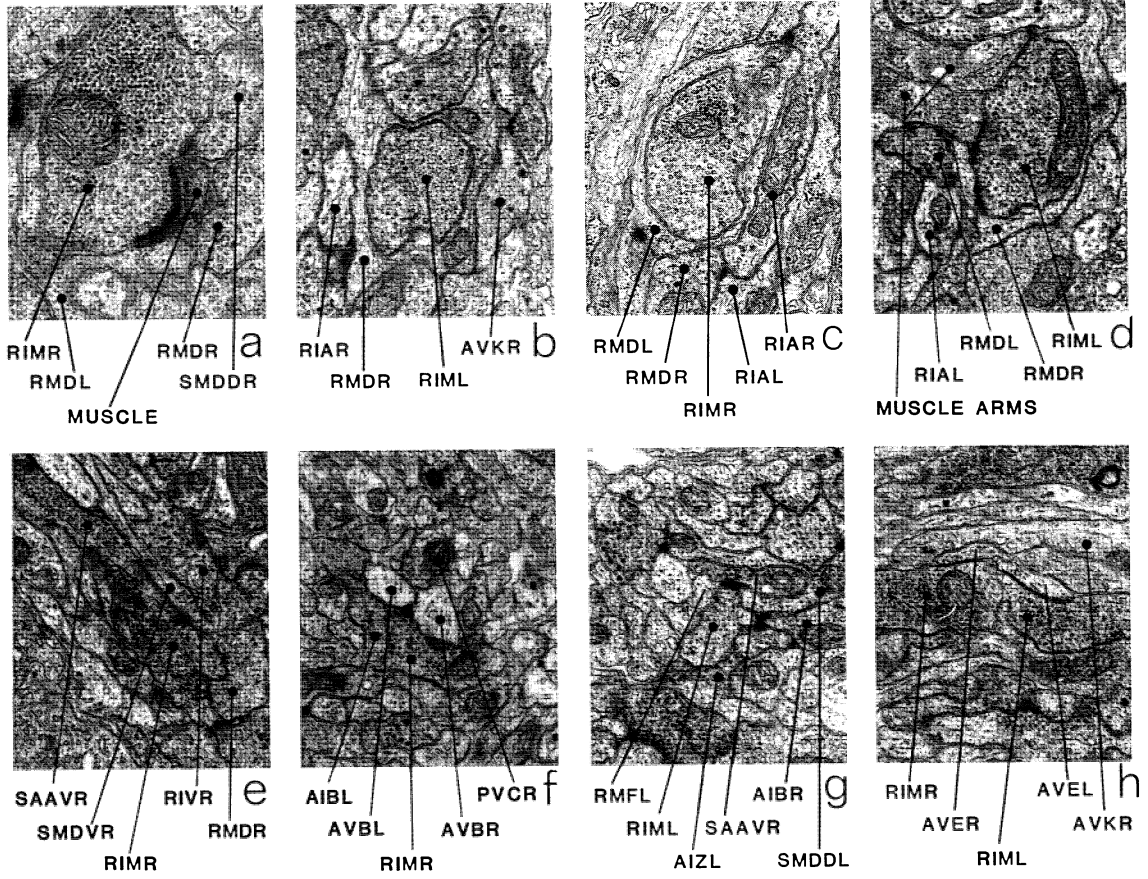 a
RIMR RMDR
RMDL SMDDR
MUSCLE
b
RIAR AVKR
RMDR RIML
c
RMDL RIAR
RMDR RIAL
RIMR
d
RMDL RIML
RIAL RMDR
MUSCLE ARMS
e
SAAVR RIVR
SMDVR RMDR
RIMR
f
AIBL PVCR
AVBL AVBR
RIMR
g
RMFL AIBR
RIML SAAVR
AIZL SMDDL
h
RIMR AVEL
AVER AVKR
RIML